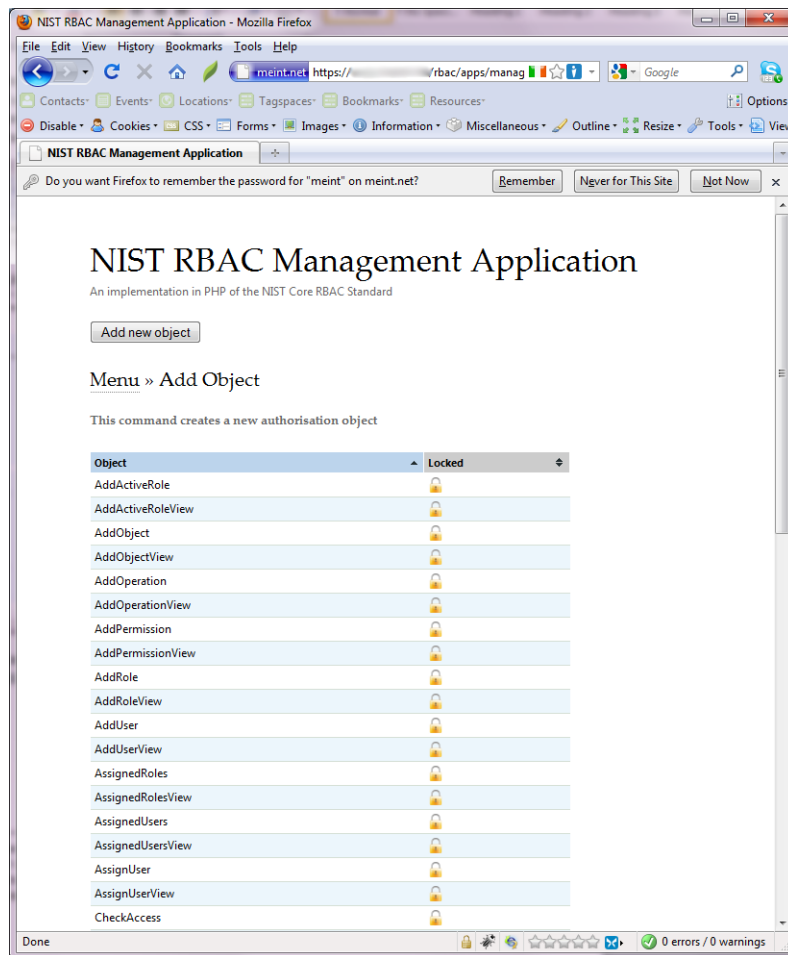 NIST RBAC Management Application - Mozilla Firefox
File Edit View History Bookmarks Tools Help
meint.net https:// /rbac/apps/manag Google
Contacts Events Locations Tagspaces Bookmarks Resources Options
Disable Cookies CSS Forms Images Information Miscellaneous Outline Resize Tools View
NIST RBAC Management Application
Do you want Firefox to remember the password for "meint" on meint.net? Remember Never for This Site Not Now x
NIST RBAC Management Application
An implementation in PHP of the NIST Core RBAC Standard
Add new object
Menu » Add Object
This command creates a new authorisation object
Object Locked
AddActiveRole
AddActiveRoleView
AddObject
AddObjectView
AddOperation
AddOperationView
AddPermission
AddPermissionView
AddRole
AddRoleView
AddUser
AddUserView
AssignedRoles
AssignedRolesView
AssignedUsers
AssignedUsersView
AssignUser
AssignUserView
CheckAccess
Done 0 errors / 0 warnings